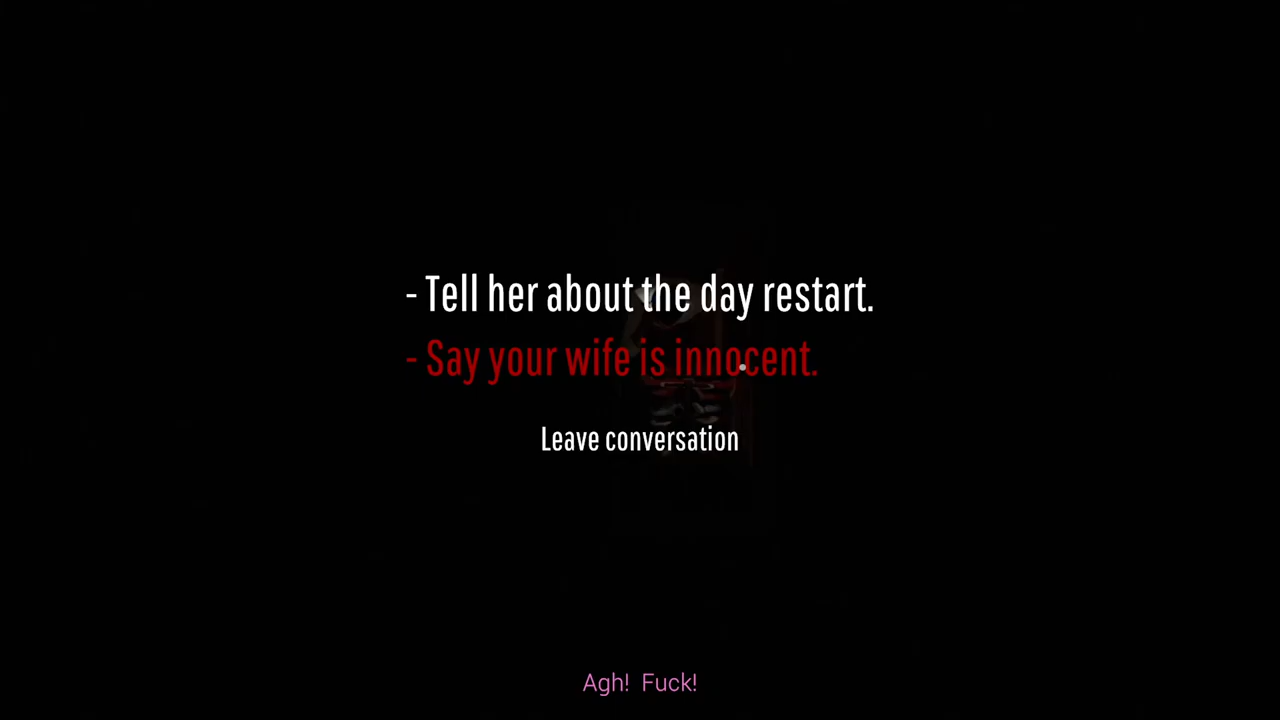 - Tell her about the day restart.
- Say your wife is innocent.
Leave conversation
Agh! Fuck!